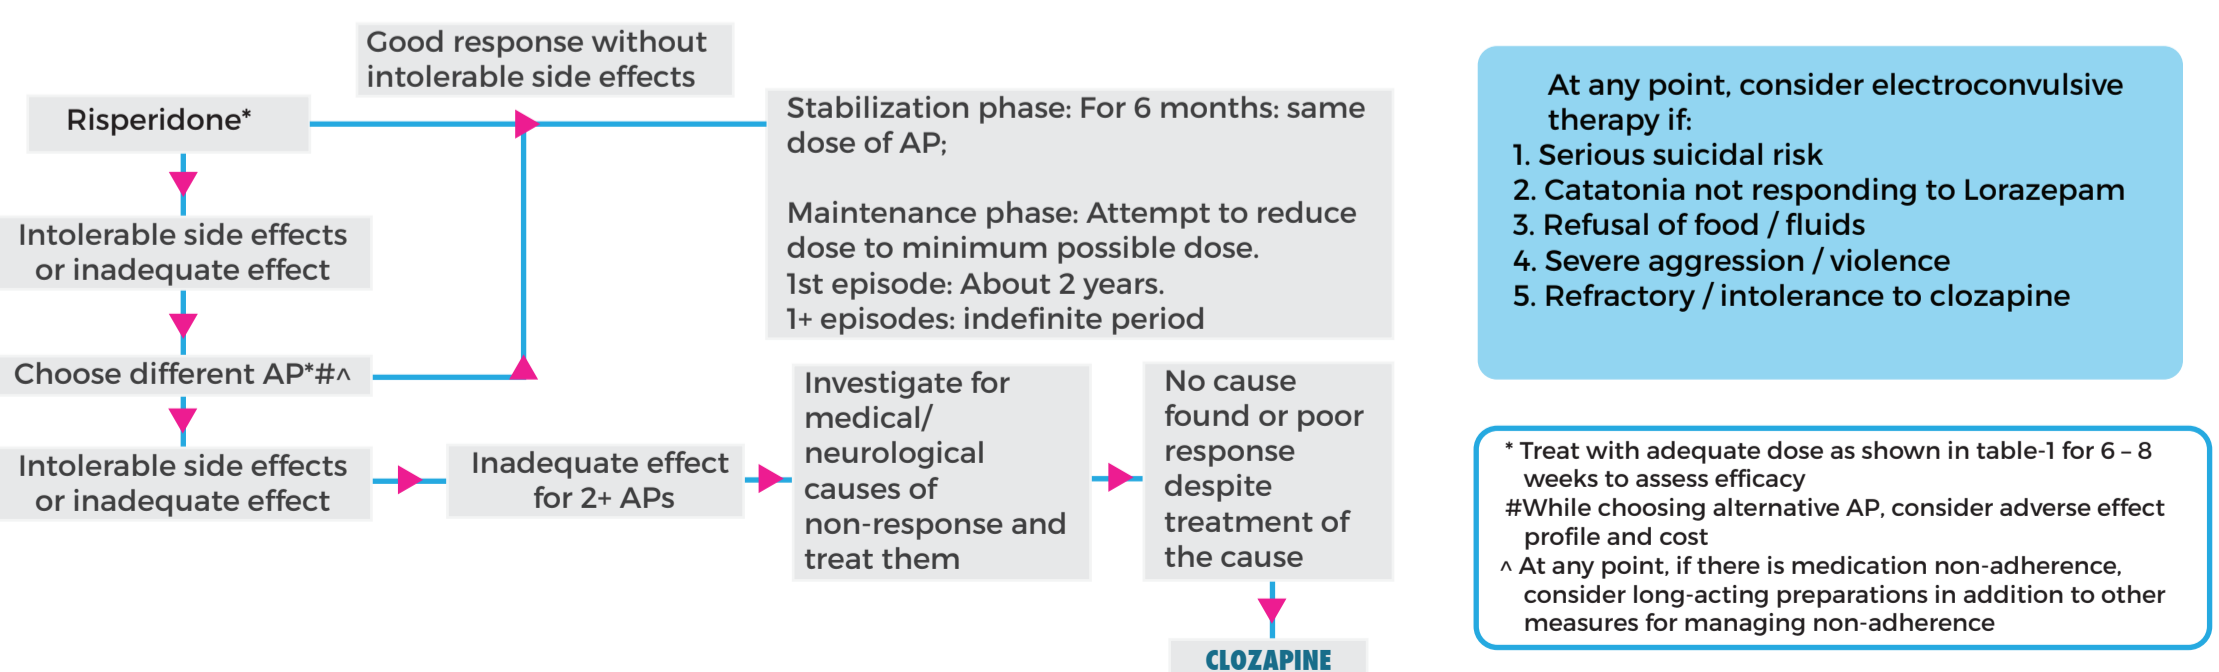 Good response without
intolerable side effects
Risperidone*
Stabilization phase: For 6 months: same
dose of AP;
Maintenance phase: Attempt to reduce
dose to minimum possible dose.
1st episode: About 2 years.
1+ episodes: indefinite period
Intolerable side effects
or inadequate effect
Choose different AP*#^
Intolerable side effects
or inadequate effect
Inadequate effect
for 2+ APs
Investigate for
medical/
neurological
causes of
non-response and
treat them
No cause
found or poor
response
despite
treatment of
the cause
CLOZAPINE
At any point, consider electroconvulsive
therapy if:
1. Serious suicidal risk
2. Catatonia not responding to Lorazepam
3. Refusal of food / fluids
4. Severe aggression / violence
5. Refractory / intolerance to clozapine
* Treat with adequate dose as shown in table-1 for 6 – 8
weeks to assess efficacy
#While choosing alternative AP, consider adverse effect
profile and cost
^ At any point, if there is medication non-adherence,
consider long-acting preparations in addition to other
measures for managing non-adherence